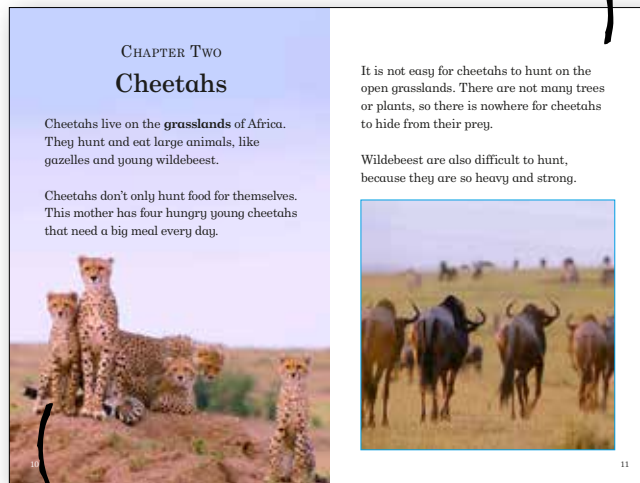 Chapter Two
Cheetahs
Cheetahs live on the grasslands of Africa.
They hunt and eat large animals, like
gazelles and young wildebeest.
Cheetahs don't only hunt food for themselves.
This mother has four hungry young cheetahs
that need a big meal every day.
10
It is not easy for cheetahs to hunt on the
open grasslands. There are not many trees
or plants, so there is nowhere for cheetahs
to hide from their prey.
Wildebeest are also difficult to hunt,
because they are so heavy and strong.
11